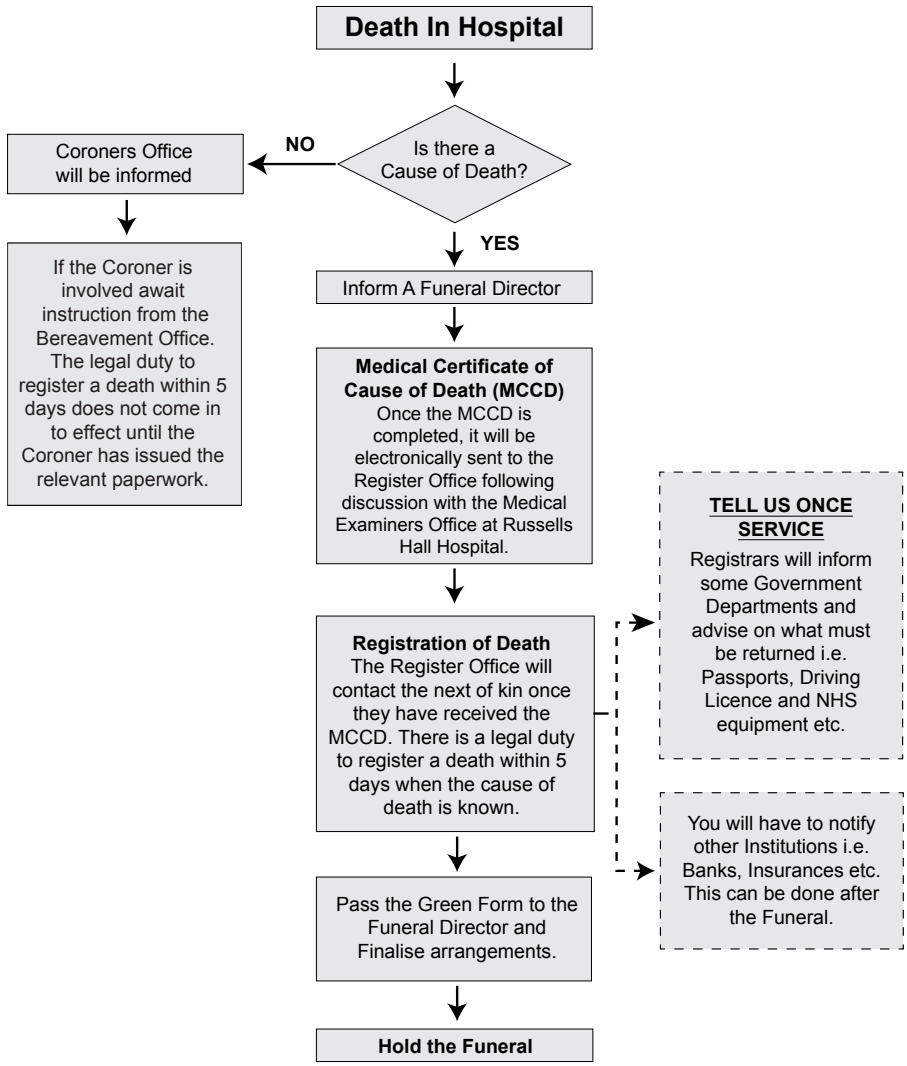 Death In Hospital
Is there a
Cause of Death?
NO
Coroners Office
will be informed
If the Coroner is
involved await
instruction from the
Bereavement Office.
The legal duty to
register a death within 5
days does not come in
to effect until the
Coroner has issued the
relevant paperwork.
YES
Inform A Funeral Director
Medical Certificate of
Cause of Death (MCCD)
Once the MCCD is
completed, it will be
electronically sent to the
Register Office following
discussion with the Medical
Examiners Office at Russells
Hall Hospital.
Registration of Death
The Register Office will
contact the next of kin once
they have received the
MCCD. There is a legal duty
to register a death within 5
days when the cause of
death is known.
TELL US ONCE
SERVICE
Registrars will inform
some Government
Departments and
advise on what must
be returned i.e.
Passports, Driving
Licence and NHS
equipment etc.
You will have to notify
other Institutions i.e.
Banks, Insurances etc.
This can be done after
the Funeral.
Pass the Green Form to the
Funeral Director and
Finalise arrangements.
Hold the Funeral